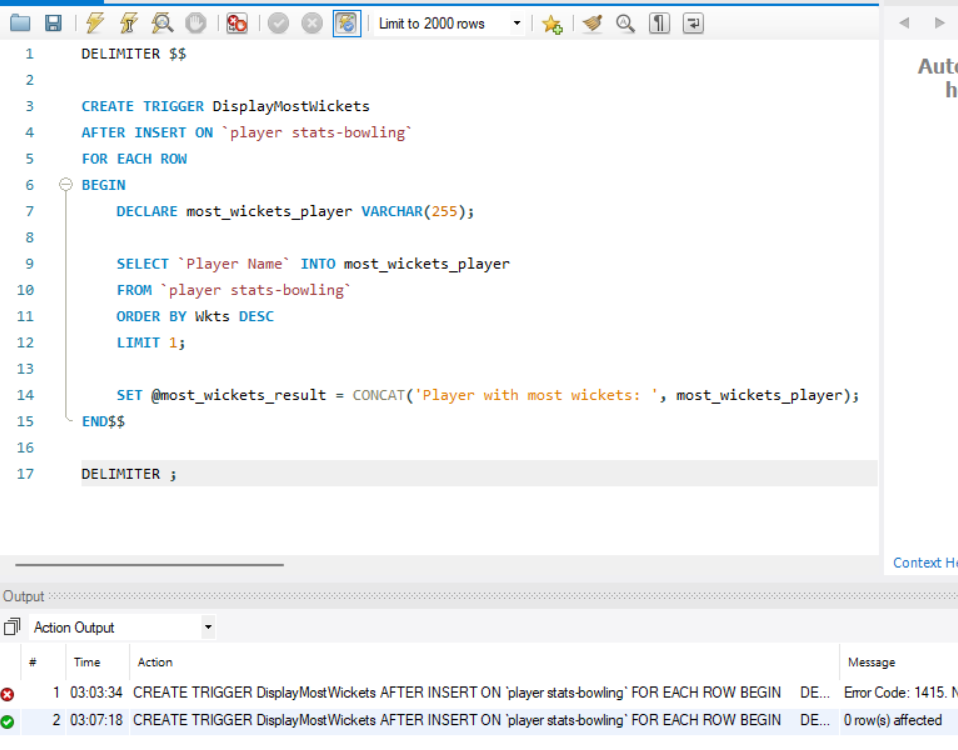 Limit to 2000 rows
1 DELIMITER $$
2
3 CREATE TRIGGER DisplayMostWickets
4 AFTER INSERT ON `player stats-bowling`
5 FOR EACH ROW
6 BEGIN
7 DECLARE most_wickets_player VARCHAR(255);
8
9 SELECT `Player Name` INTO most_wickets_player
10 FROM `player stats-bowling`
11 ORDER BY Wkts DESC
12 LIMIT 1;
13
14 SET @most_wickets_result = CONCAT('Player with most wickets: ', most_wickets_player);
15 END$$
16
17 DELIMITER ;
Context He
Output
Action Output
# Time Action Message
1 03:03:34 CREATE TRIGGER DisplayMostWickets AFTER INSERT ON `player stats-bowling` FOR EACH ROW BEGIN DE... Error Code: 1415. N
2 03:07:18 CREATE TRIGGER DisplayMostWickets AFTER INSERT ON `player stats-bowling` FOR EACH ROW BEGIN DE... 0 row(s) affected